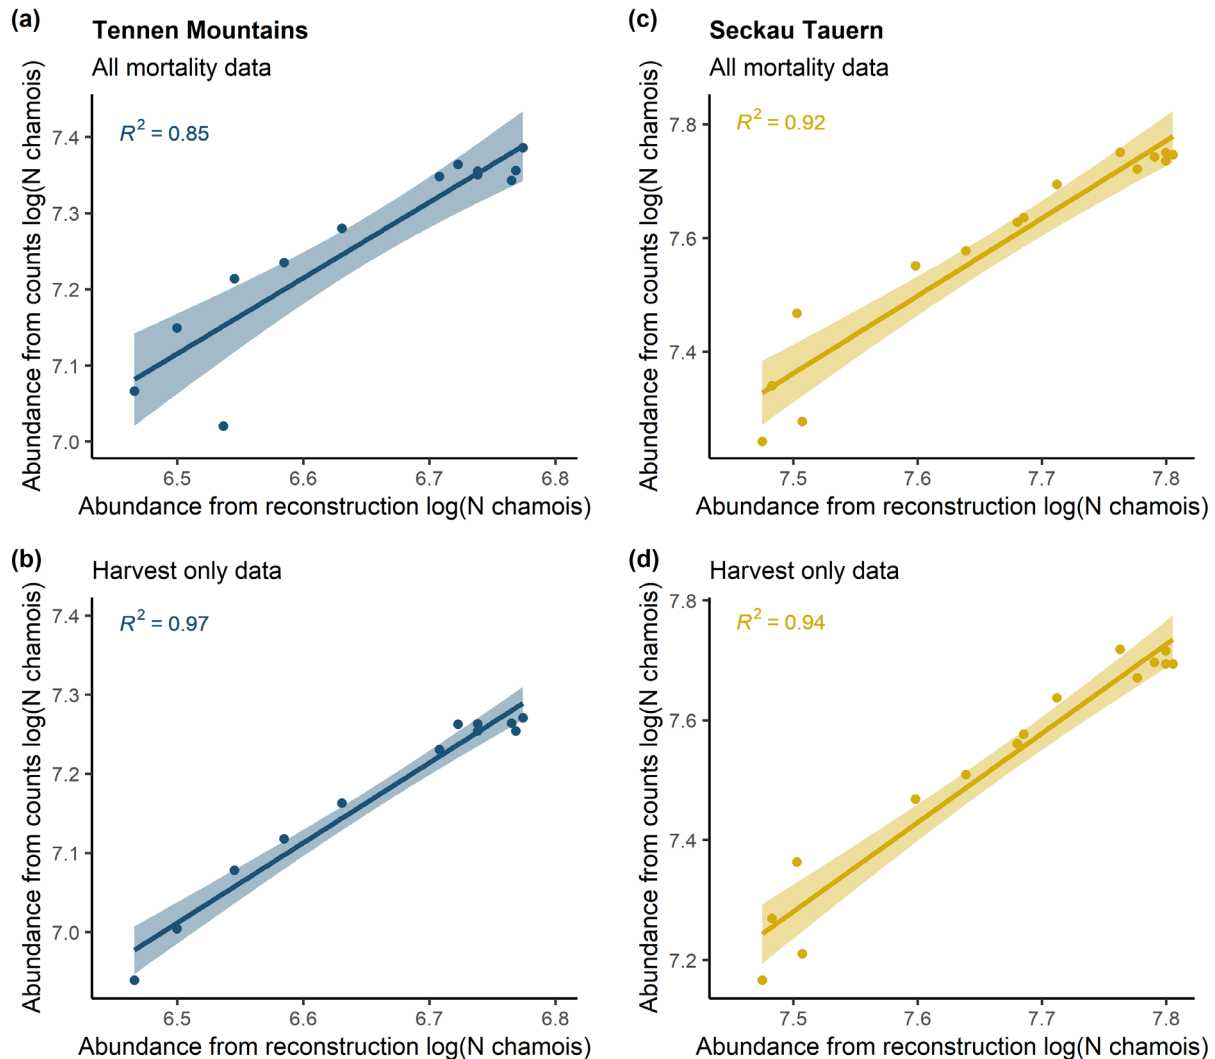 (a)
Tennen Mountains
All mortality data
R² = 0.85
Abundance from counts log(N chamois)
7.4
7.3
7.2
7.1
7.0
6.5 6.6 6.7 6.8
Abundance from reconstruction log(N chamois)
(c)
Seckau Tauern
All mortality data
R² = 0.92
Abundance from counts log(N chamois)
7.8
7.6
7.4
7.5 7.6 7.7 7.8
Abundance from reconstruction log(N chamois)
(b)
Harvest only data
R² = 0.97
Abundance from counts log(N chamois)
7.4
7.3
7.2
7.1
7.0
6.5 6.6 6.7 6.8
Abundance from reconstruction log(N chamois)
(d)
Harvest only data
R² = 0.94
Abundance from counts log(N chamois)
7.8
7.6
7.4
7.2
7.5 7.6 7.7 7.8
Abundance from reconstruction log(N chamois)